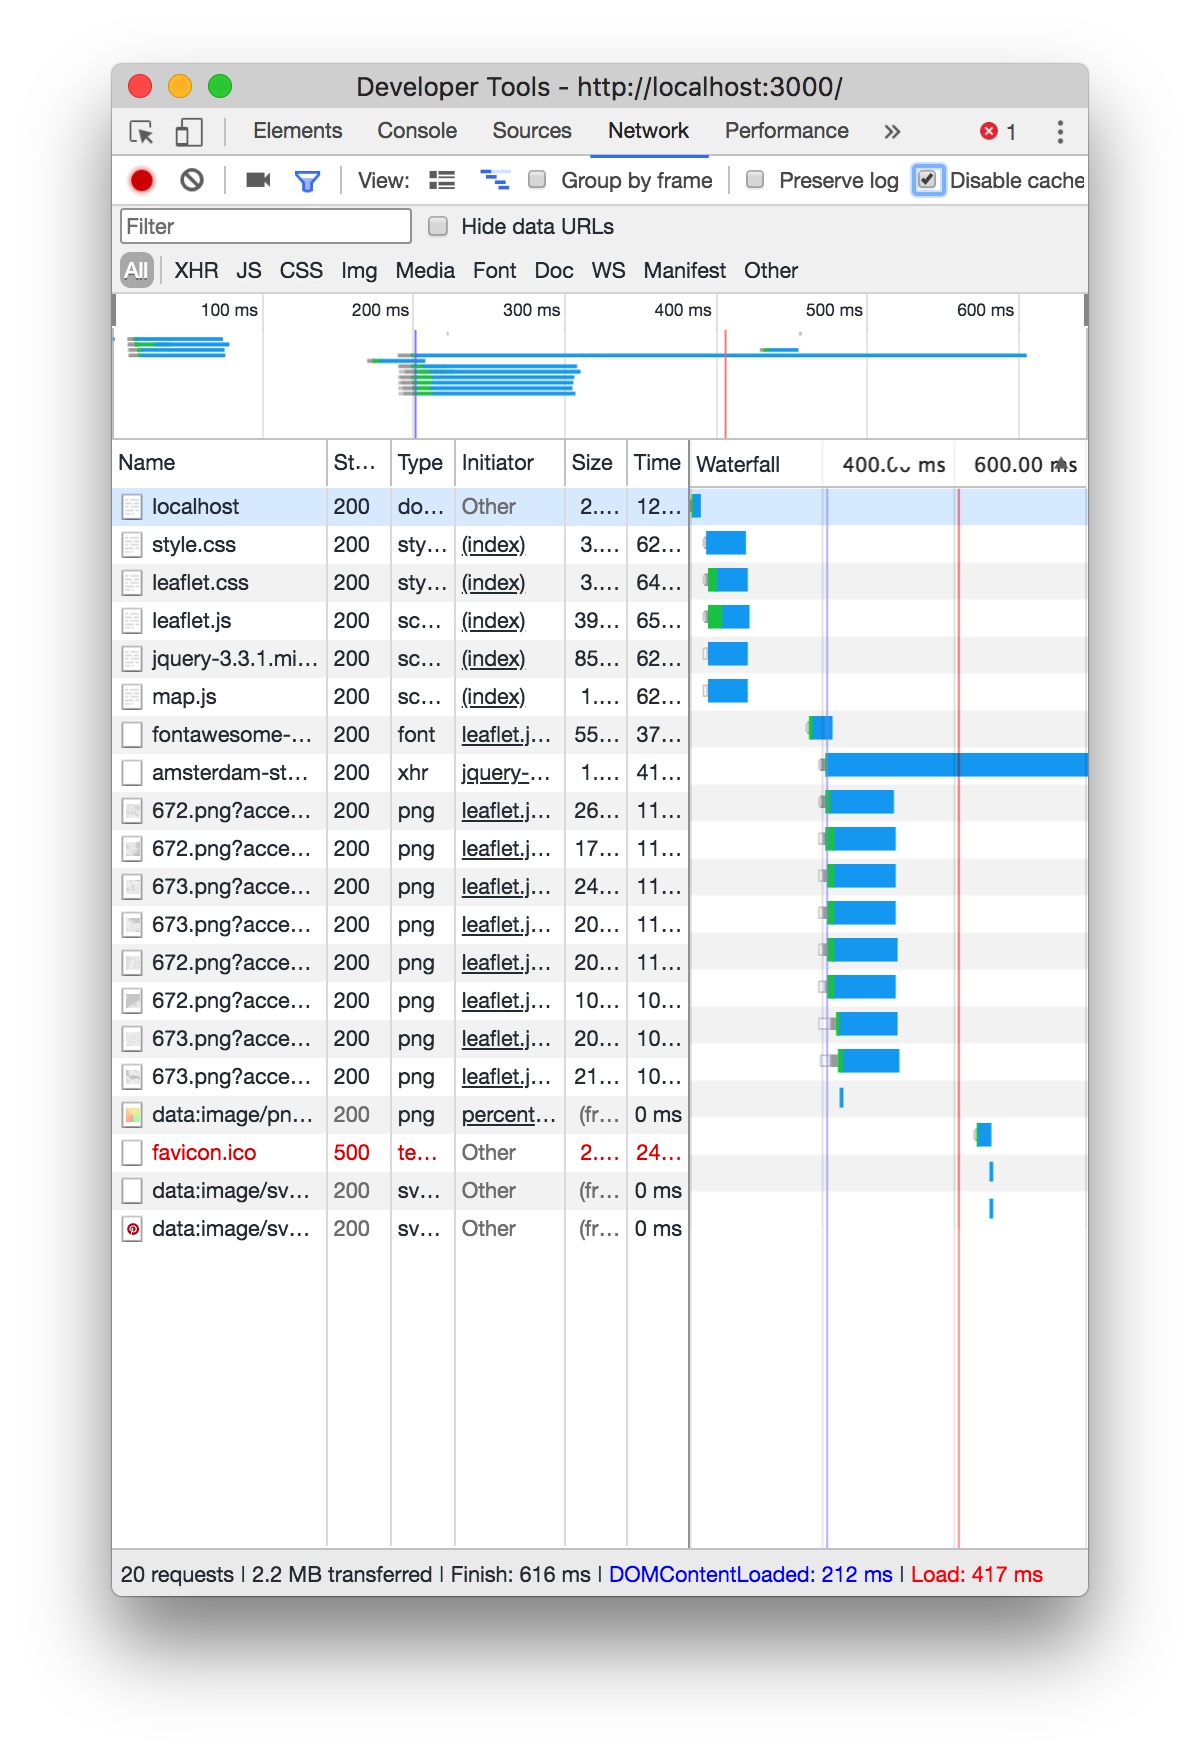 Developer Tools - http://localhost:3000/
Elements Console Sources Network Performance » 1
View: Group by frame Preserve log Disable cache
Filter Hide data URLs
All XHR JS CSS Img Media Font Doc WS Manifest Other
100 ms 200 ms 300 ms 400 ms 500 ms 600 ms
Name St... Type Initiator Size Time Waterfall 400.00 ms 600.00 ms
localhost 200 do... Other 2.... 12...
style.css 200 sty... (index) 3.... 62...
leaflet.css 200 sty... (index) 3.... 64...
leaflet.js 200 sc... (index) 39... 65...
jquery-3.3.1.mi... 200 sc... (index) 85... 62...
map.js 200 sc... (index) 1.... 62...
fontawesome-... 200 font leaflet.j... 55... 37...
amsterdam-st... 200 xhr jquery-... 1.... 41...
672.png?acce... 200 png leaflet.j... 26... 11...
672.png?acce... 200 png leaflet.j... 17... 11...
673.png?acce... 200 png leaflet.j... 24... 11...
673.png?acce... 200 png leaflet.j... 20... 11...
672.png?acce... 200 png leaflet.j... 20... 11...
672.png?acce... 200 png leaflet.j... 10... 10...
673.png?acce... 200 png leaflet.j... 20... 10...
673.png?acce... 200 png leaflet.j... 21... 10...
data:image/pn... 200 png percent... (fr... 0 ms
favicon.ico 500 te... Other 2.... 24...
data:image/sv... 200 sv... Other (fr... 0 ms
data:image/sv... 200 sv... Other (fr... 0 ms
20 requests | 2.2 MB transferred | Finish: 616 ms | DOMContentLoaded: 212 ms | Load: 417 ms